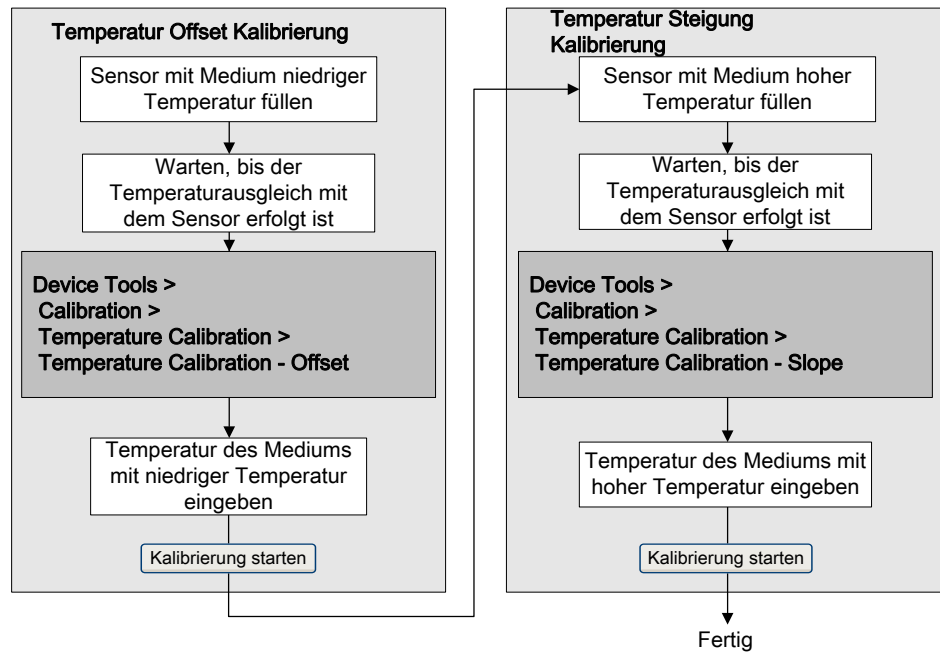 Temperatur Offset Kalibrierung
Sensor mit Medium niedriger
Temperatur füllen
Warten, bis der
Temperaturausgleich mit
dem Sensor erfolgt ist
Device Tools >
Calibration >
Temperature Calibration >
Temperature Calibration - Offset
Temperatur des Mediums
mit niedriger Temperatur
eingeben
Kalibrierung starten
Temperatur Steigung
Kalibrierung
Sensor mit Medium hoher
Temperatur füllen
Warten, bis der
Temperaturausgleich mit
dem Sensor erfolgt ist
Device Tools >
Calibration >
Temperature Calibration >
Temperature Calibration - Slope
Temperatur des Mediums mit
hoher Temperatur eingeben
Kalibrierung starten
Fertig